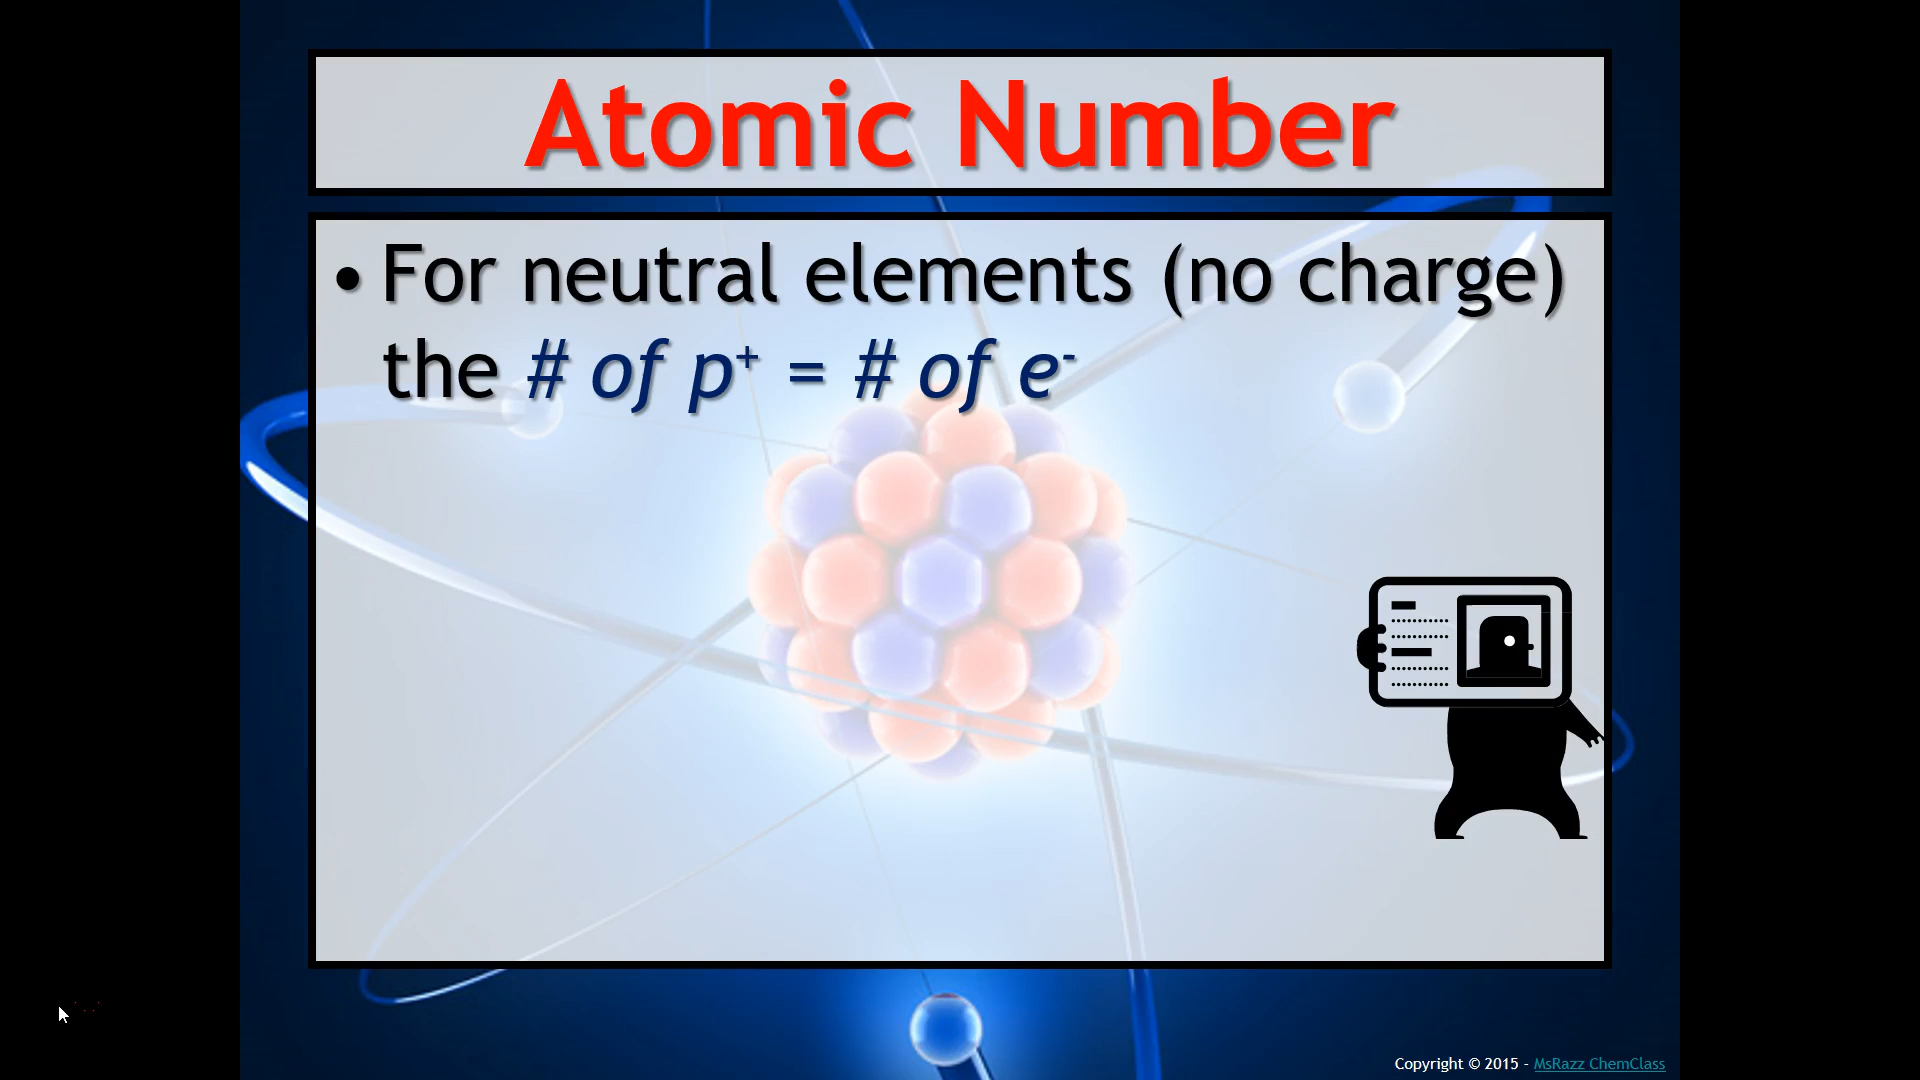 Atomic Number
• For neutral elements (no charge)
the # of p⁺ = # of e⁻
Copyright © 2015 - MsRazz ChemClass